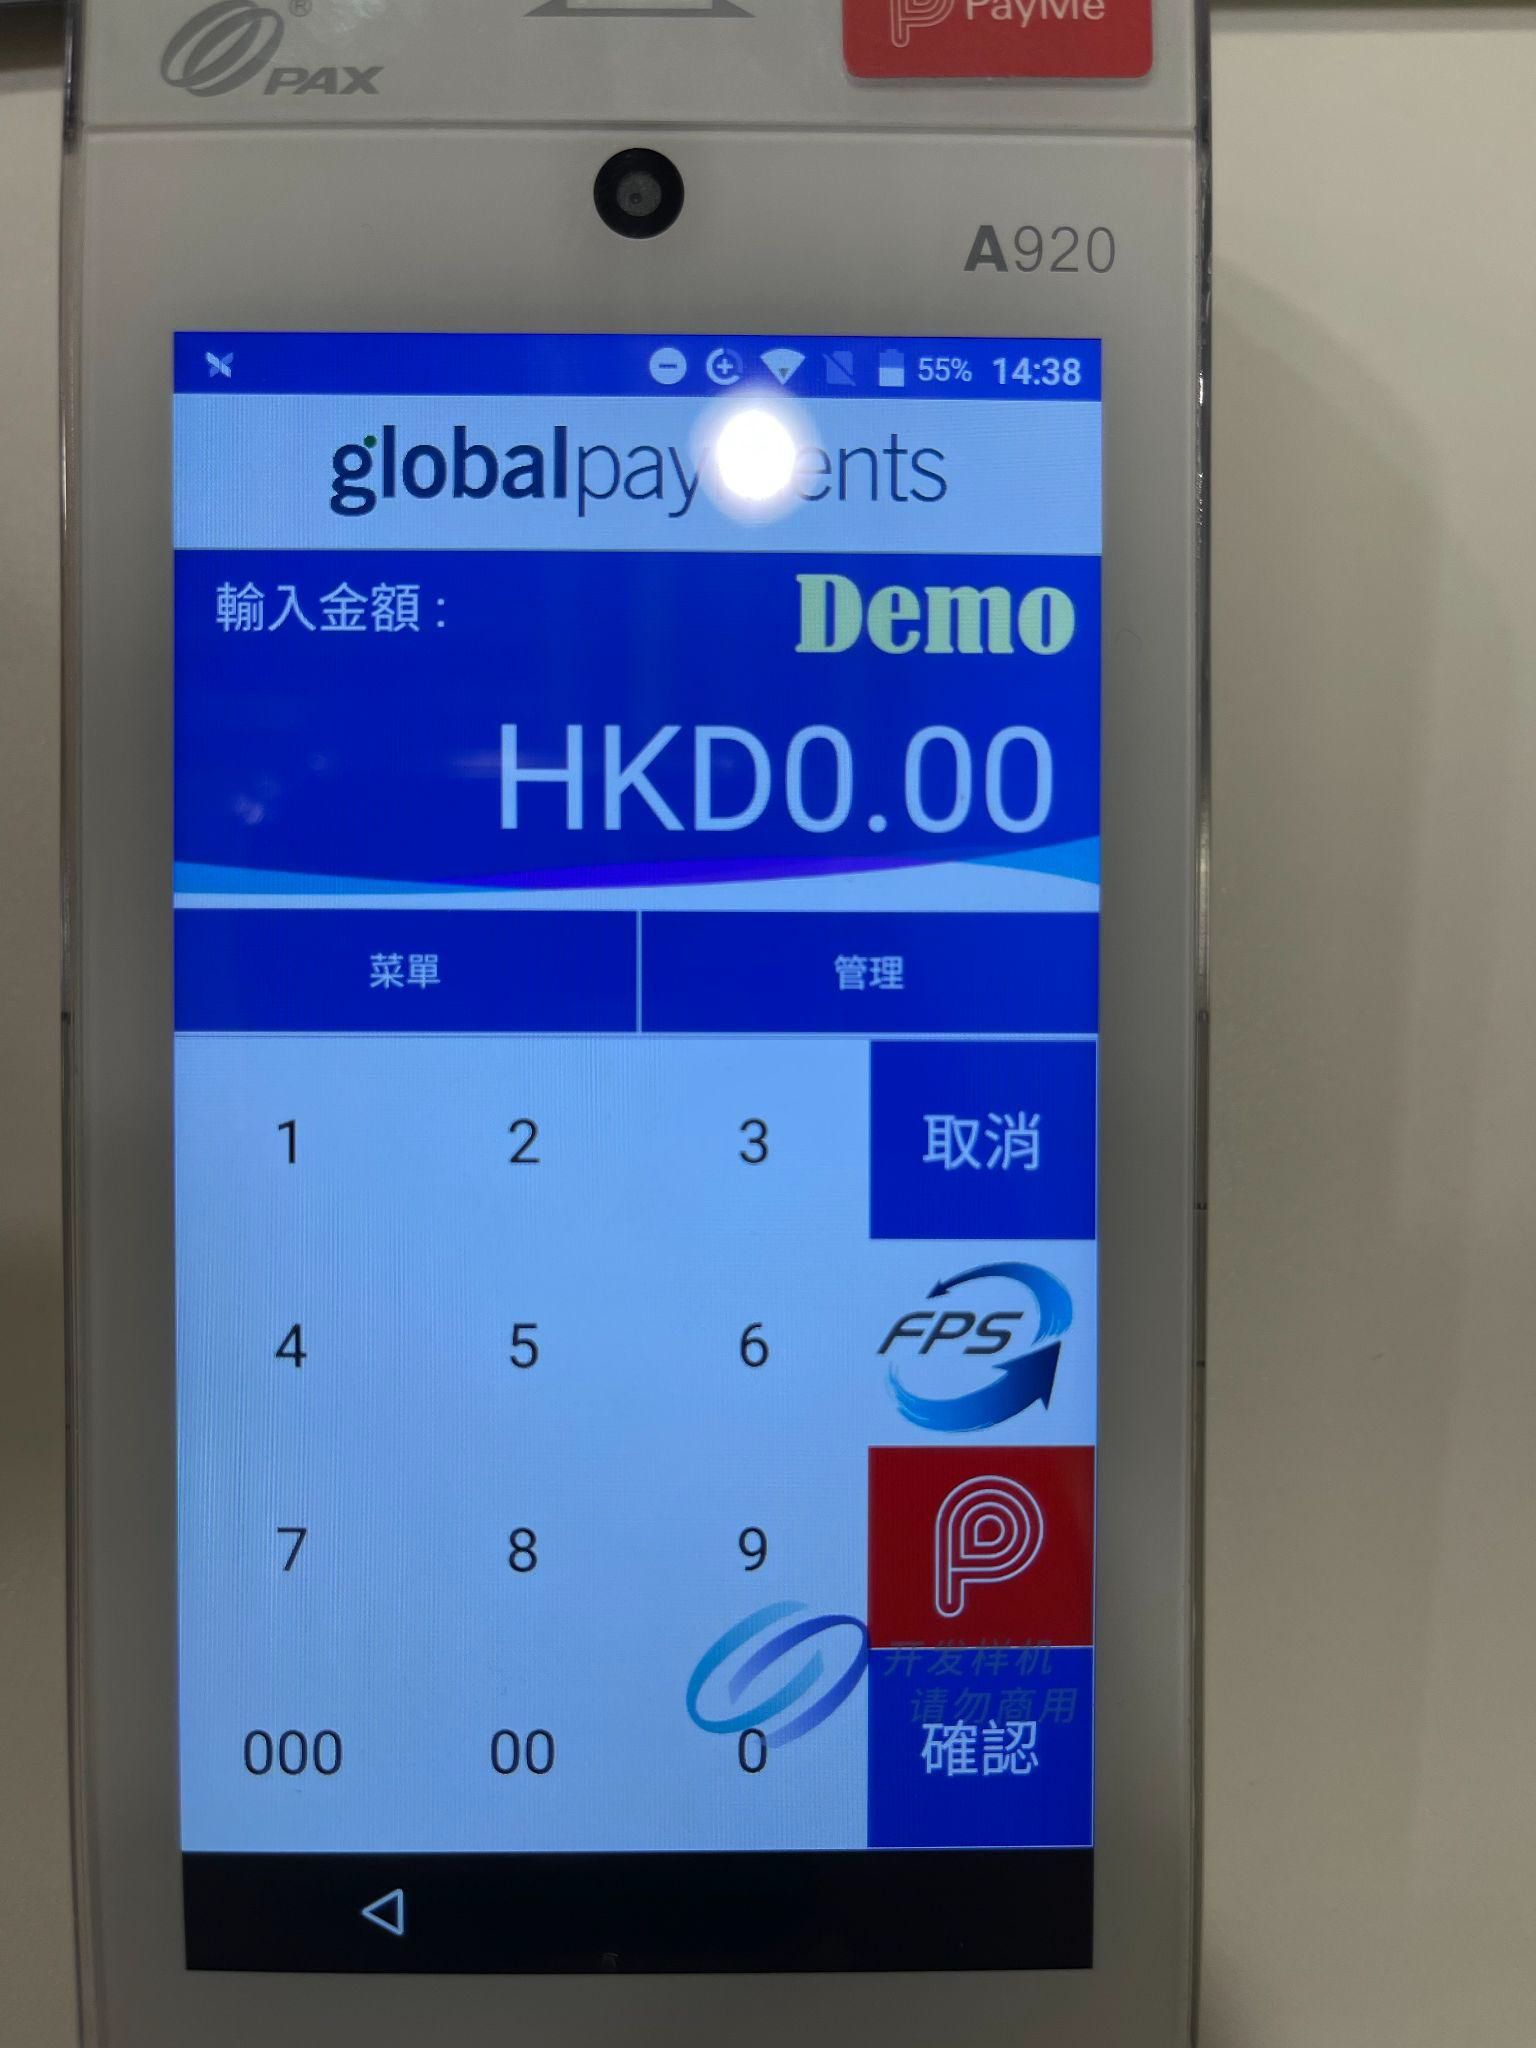 PAX
®
PayMe
A920
55% 14:38
輸入金額：
Demo
HKD0.00
菜單
管理
1 2 3 取消
4 5 6 FPS
7 8 9
开发样机
请勿商用
000 00 0 確認